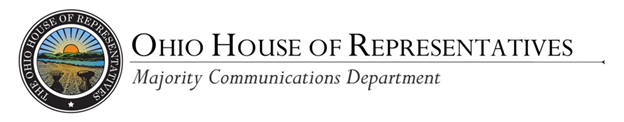 THE OHIO HOUSE OF REPRESENTATIVES
OHIO HOUSE OF REPRESENTATIVES
Majority Communications Department